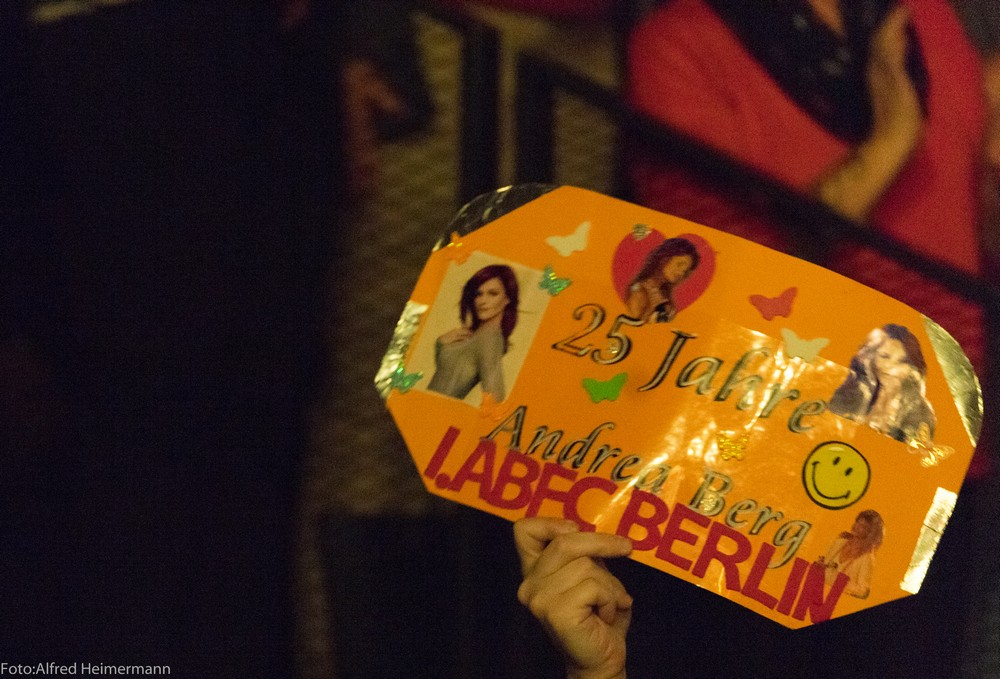 25 Jahre
Andrea Berg
1.ABFC BERLIN
Foto:Alfred Heimermann